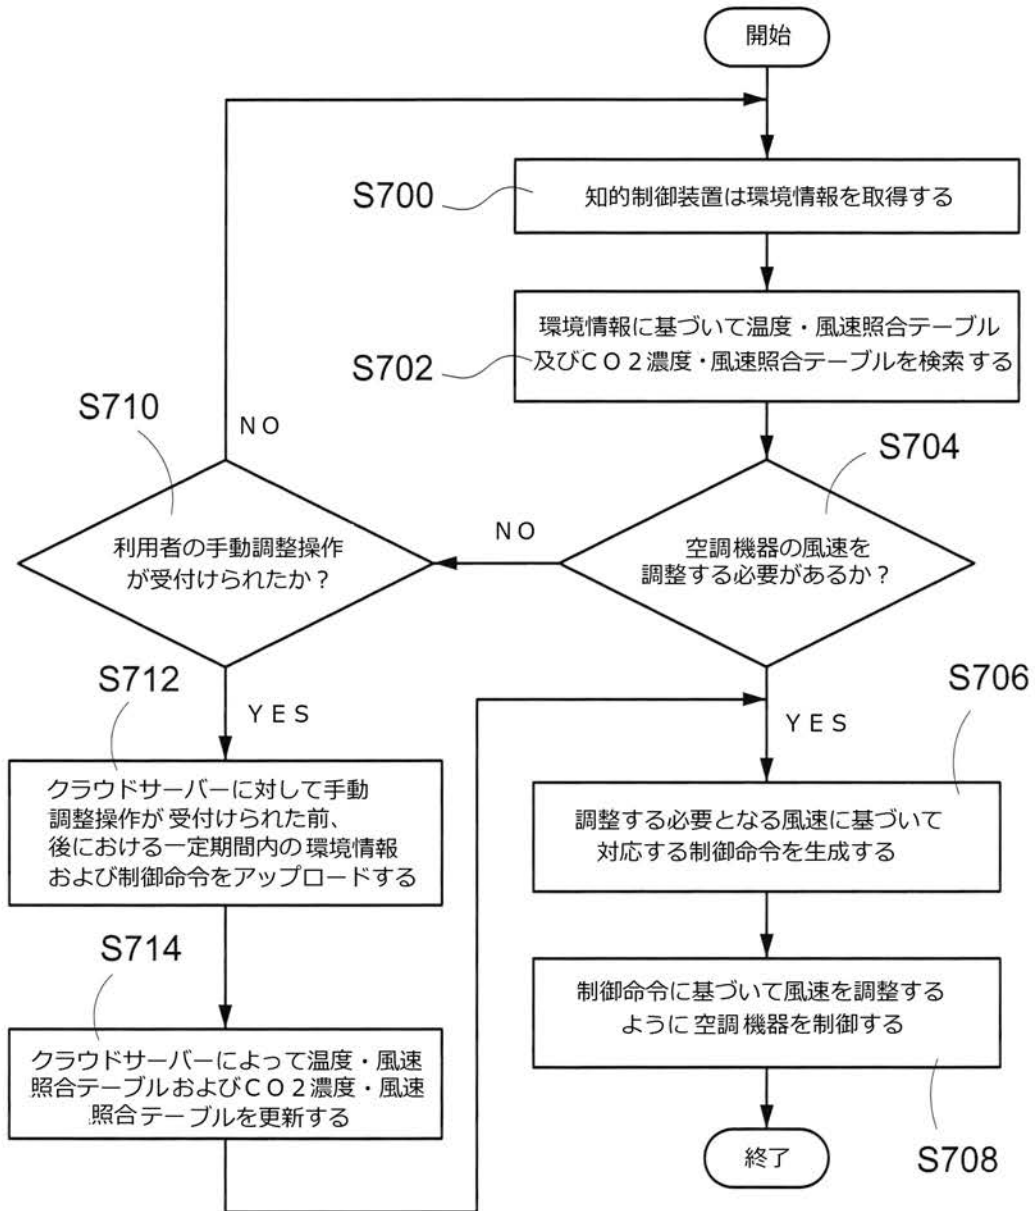 開始
S700
知的制御装置は環境情報を取得する
S702
環境情報に基づいて温度・風速照合テーブル
及びCO2濃度・風速照合テーブルを検索する
S704
空調機器の風速を
調整する必要があるか？
NO
YES
S710
利用者の手動調整操作
が受付けられたか？
NO
YES
S712
クラウドサーバーに対して手動
調整操作が受付けられた前、
後における一定期間内の環境情報
および制御命令をアップロードする
S714
クラウドサーバーによって温度・風速
照合テーブルおよびCO2濃度・風速
照合テーブルを更新する
S706
調整する必要となる風速に基づいて
対応する制御命令を生成する
制御命令に基づいて風速を調整する
ように空調機器を制御する
S708
終了